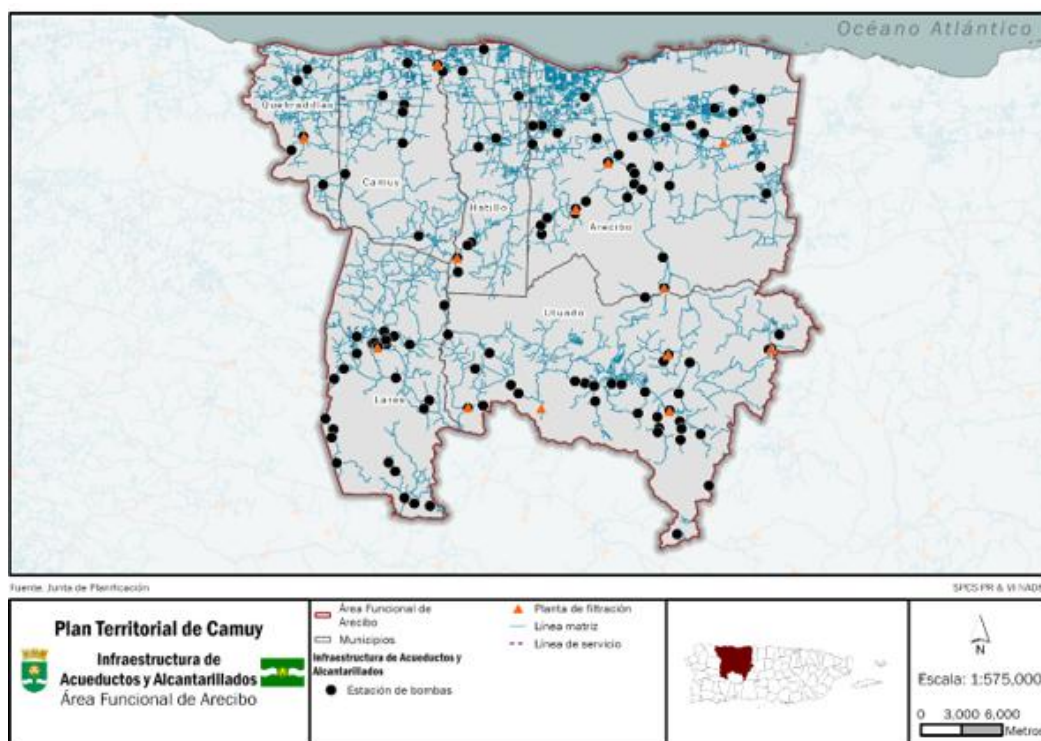 Océano Atlántico
Quebradillas
Camuy
Hatillo
Arecibo
Utuado
Lares
Fuente: Junta de Planificación
SPCS PR & VI NAD8
Plan Territorial de Camuy
Infraestructura de
Acueductos y Alcantarillados
Área Funcional de Arecibo
Área Funcional de
Arecibo
Municipios
Infraestructura de Acueductos y
Alcantarillados
Estación de bombas
Planta de filtración
Línea matriz
Línea de servicio
N
Escala: 1:575,000
0 3,000 6,000
Metros